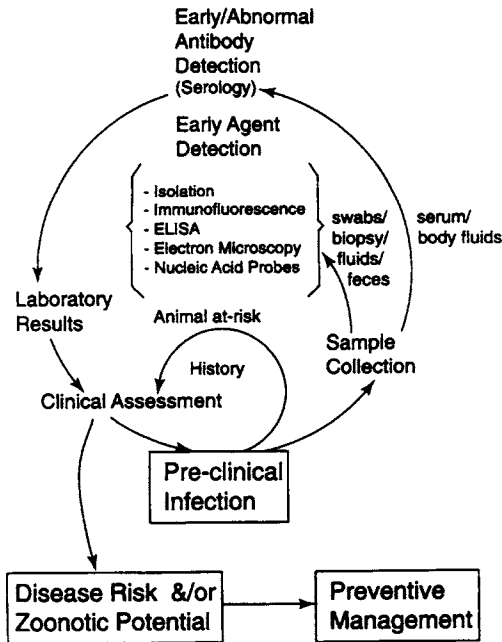 Early/Abnormal
Antibody
Detection
(Serology)
Early Agent
Detection
- Isolation
- Immunofluorescence
- ELISA
- Electron Microscopy
- Nucleic Acid Probes
swabs/
biopsy/
fluids/
feces
serum/
body fluids
Laboratory
Results
Animal at-risk
Sample
Collection
History
Clinical Assessment
Pre-clinical
Infection
Disease Risk &/or
Zoonotic Potential
Preventive
Management